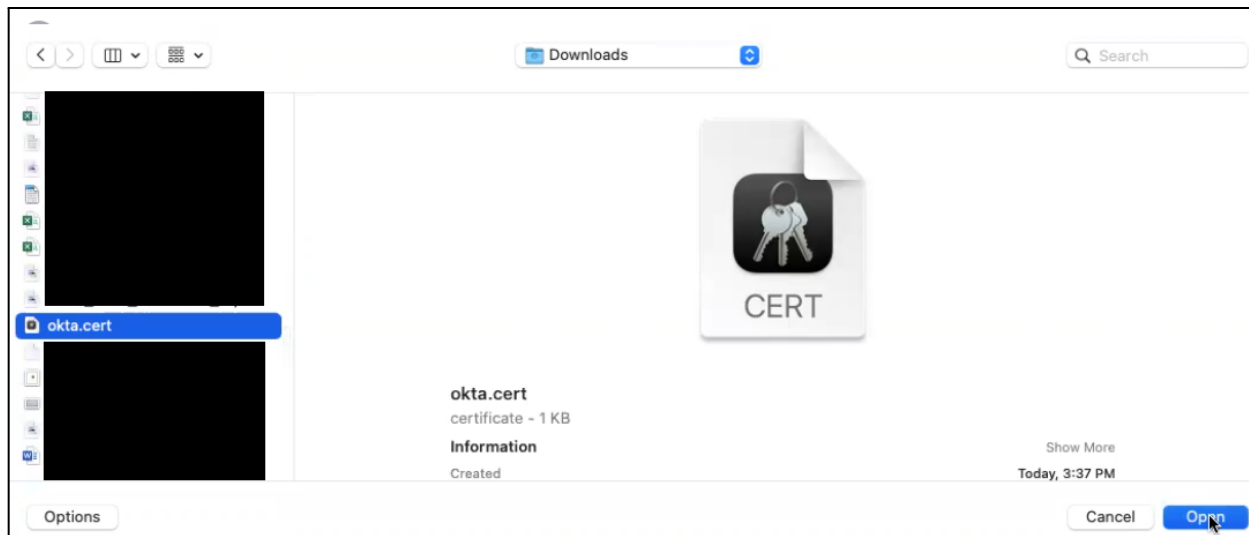 Downloads
Search
okta.cert
CERT
okta.cert
certificate - 1 KB
Information
Show More
Created
Today, 3:37 PM
Options
Cancel
Open